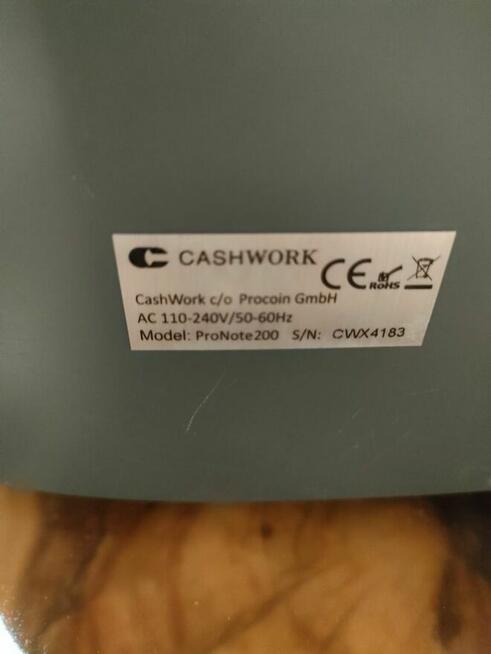 CASHWORK
CE RoHS
CashWork c/o Procoin GmbH
AC 110-240V/50-60Hz
Model: ProNote200 S/N: CWX4183